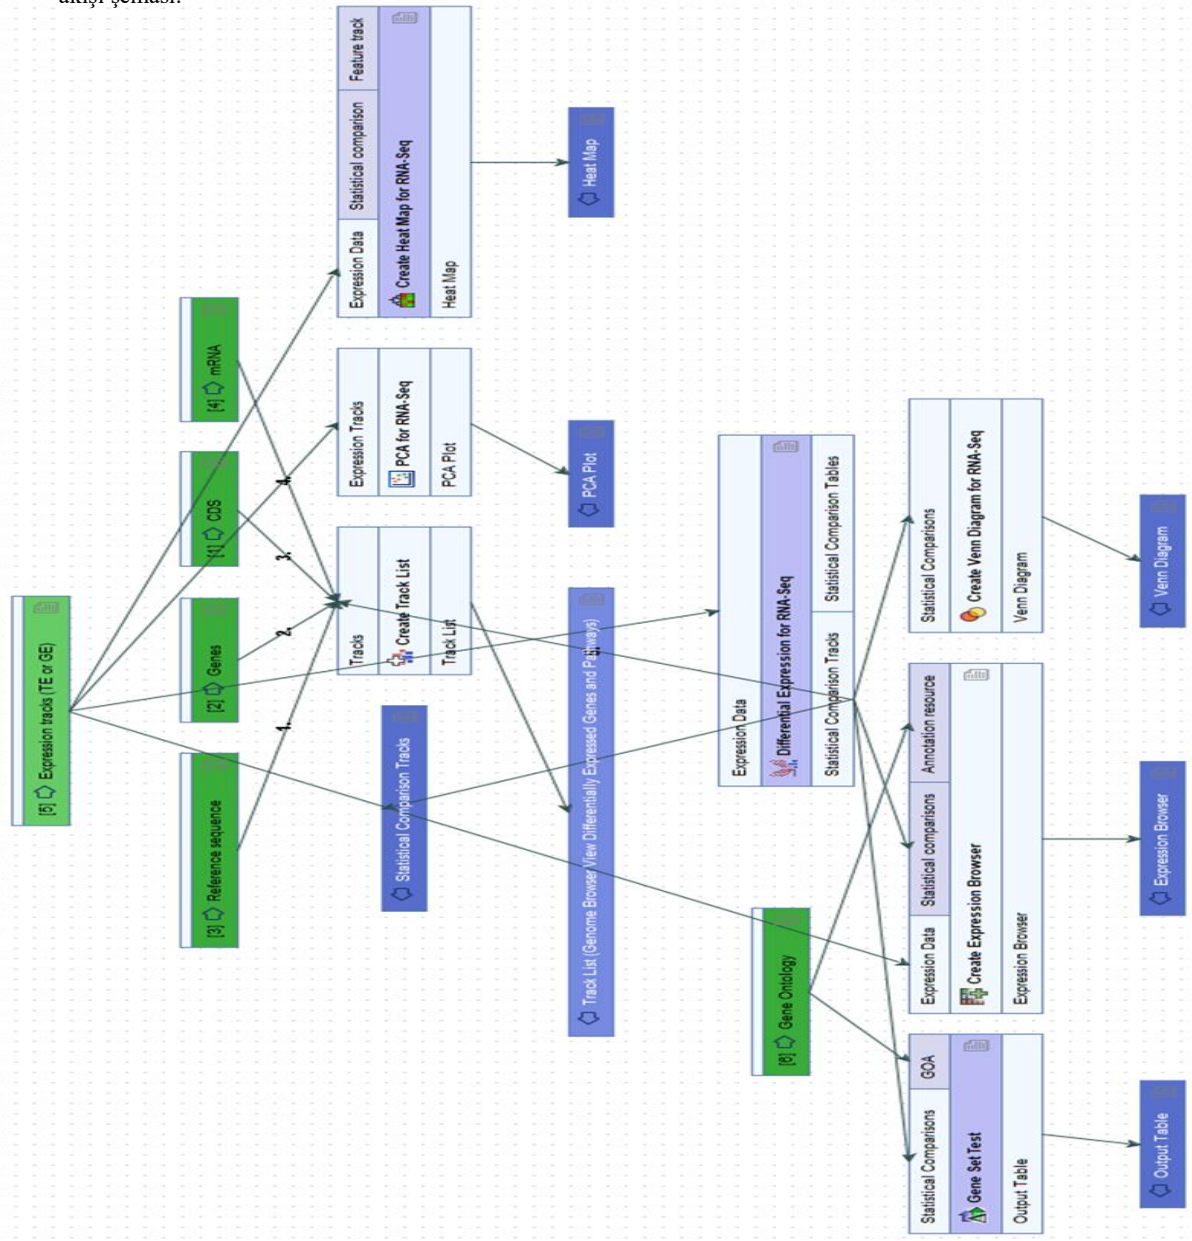 akışı şeması.
[5] Expression tracks (TE or GE)
[3] Reference sequence
[2] Genes
[1] CDS
[4] mRNA
1.
2.
3.
4.
Statistical Comparison Tracks
Tracks
Create Track List
Track List
Expression Tracks
PCA for RNA-Seq
PCA Plot
Expression Data
Statistical comparison
Feature track
Create Heat Map for RNA-Seq
Heat Map
Track List (Genome Browser View Differentially Expressed Genes and Pathways)
PCA Plot
Heat Map
[6] Gene Ontology
Expression Data
Differential Expression for RNA-Seq
Statistical Comparison Tracks
Statistical Comparison Tables
Statistical Comparisons
GOA
Gene Set Test
Output Table
Expression Data
Statistical comparisons
Annotation resource
Create Expression Browser
Expression Browser
Statistical Comparisons
Create Venn Diagram for RNA-Seq
Venn Diagram
Output Table
Expression Browser
Venn Diagram